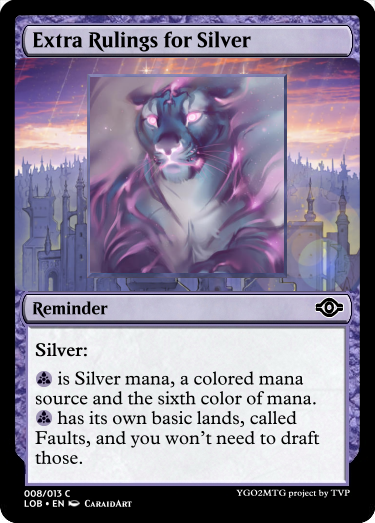 Extra Rulings for Silver
Reminder
Silver:
is Silver mana, a colored mana
source and the sixth color of mana.
has its own basic lands, called
Faults, and you won't need to draft
those.
008/013 C
LOB • EN CaraidArt
YGO2MTG project by TVP